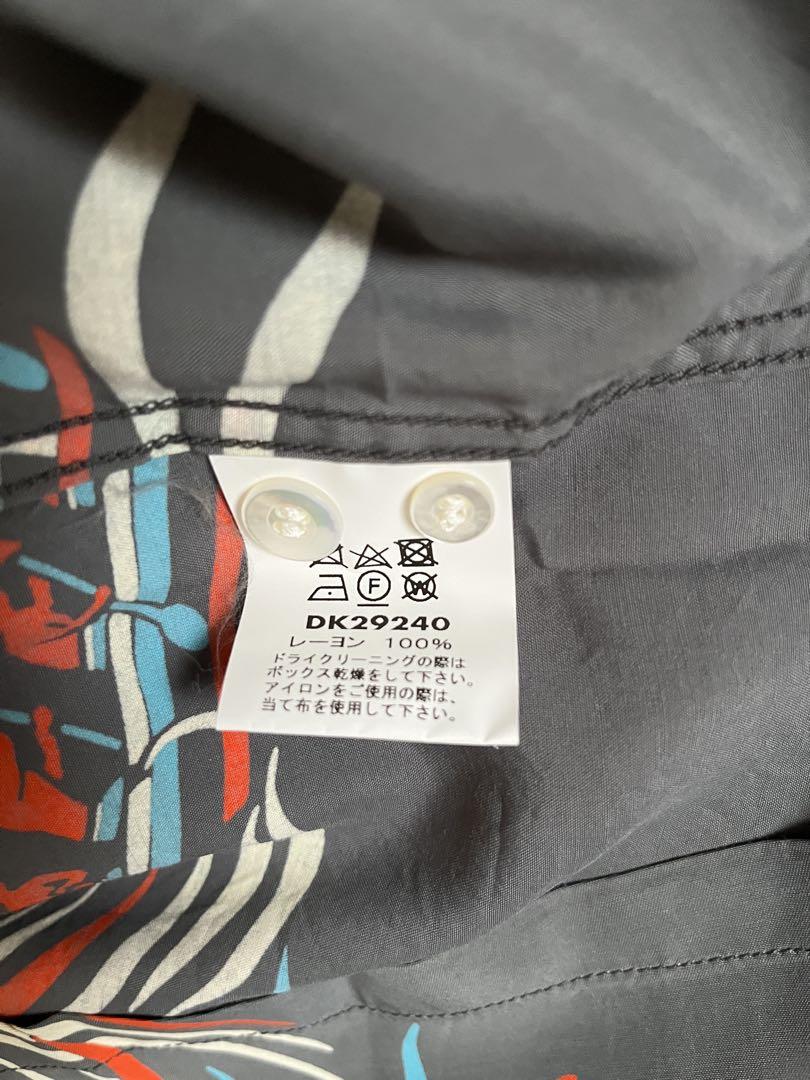 DK29240
レーヨン 100%
ドライクリーニングの際は
ボックス乾燥をして下さい。
アイロンをご使用の際は、
当て布を使用して下さい。